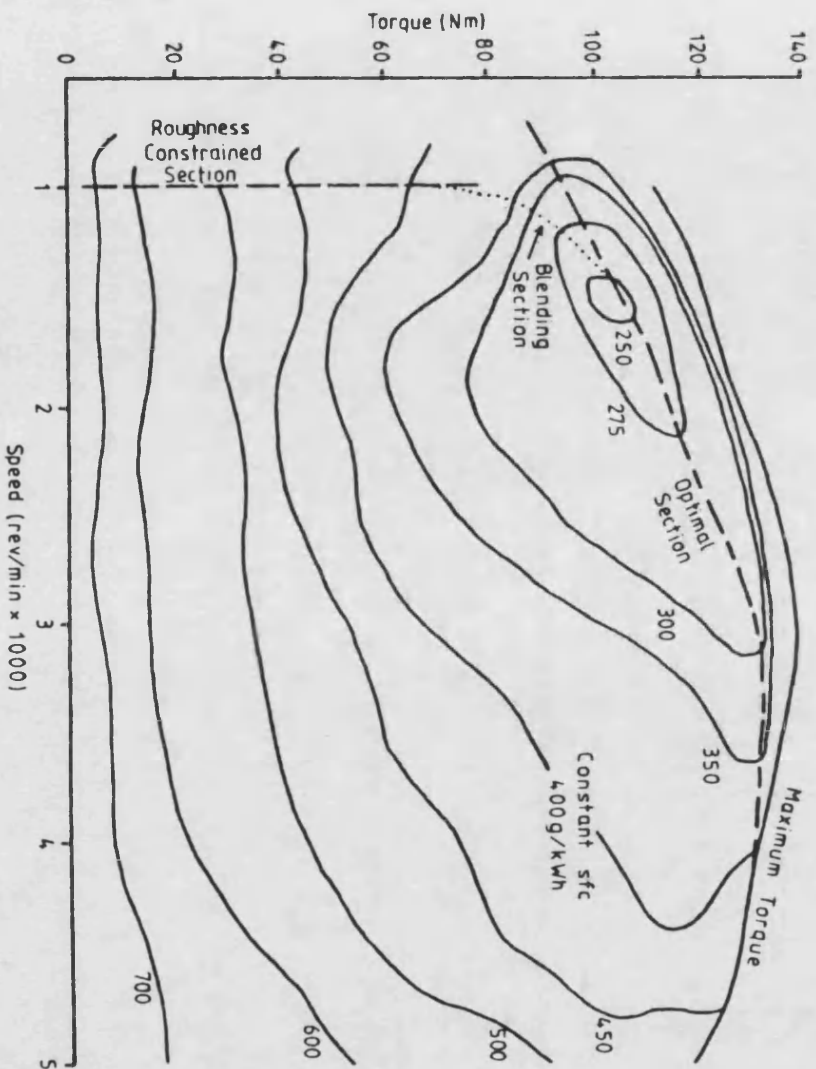 Torque (Nm)
140
120
100
80
60
40
20
0
Roughness
Constrained
Section
Blending
Section
Optimal
Section
250
275
300
350
Constant sfc
400g/kWh
450
500
600
700
Maximum Torque
1
2
3
4
5
Speed (rev/min x 1000)